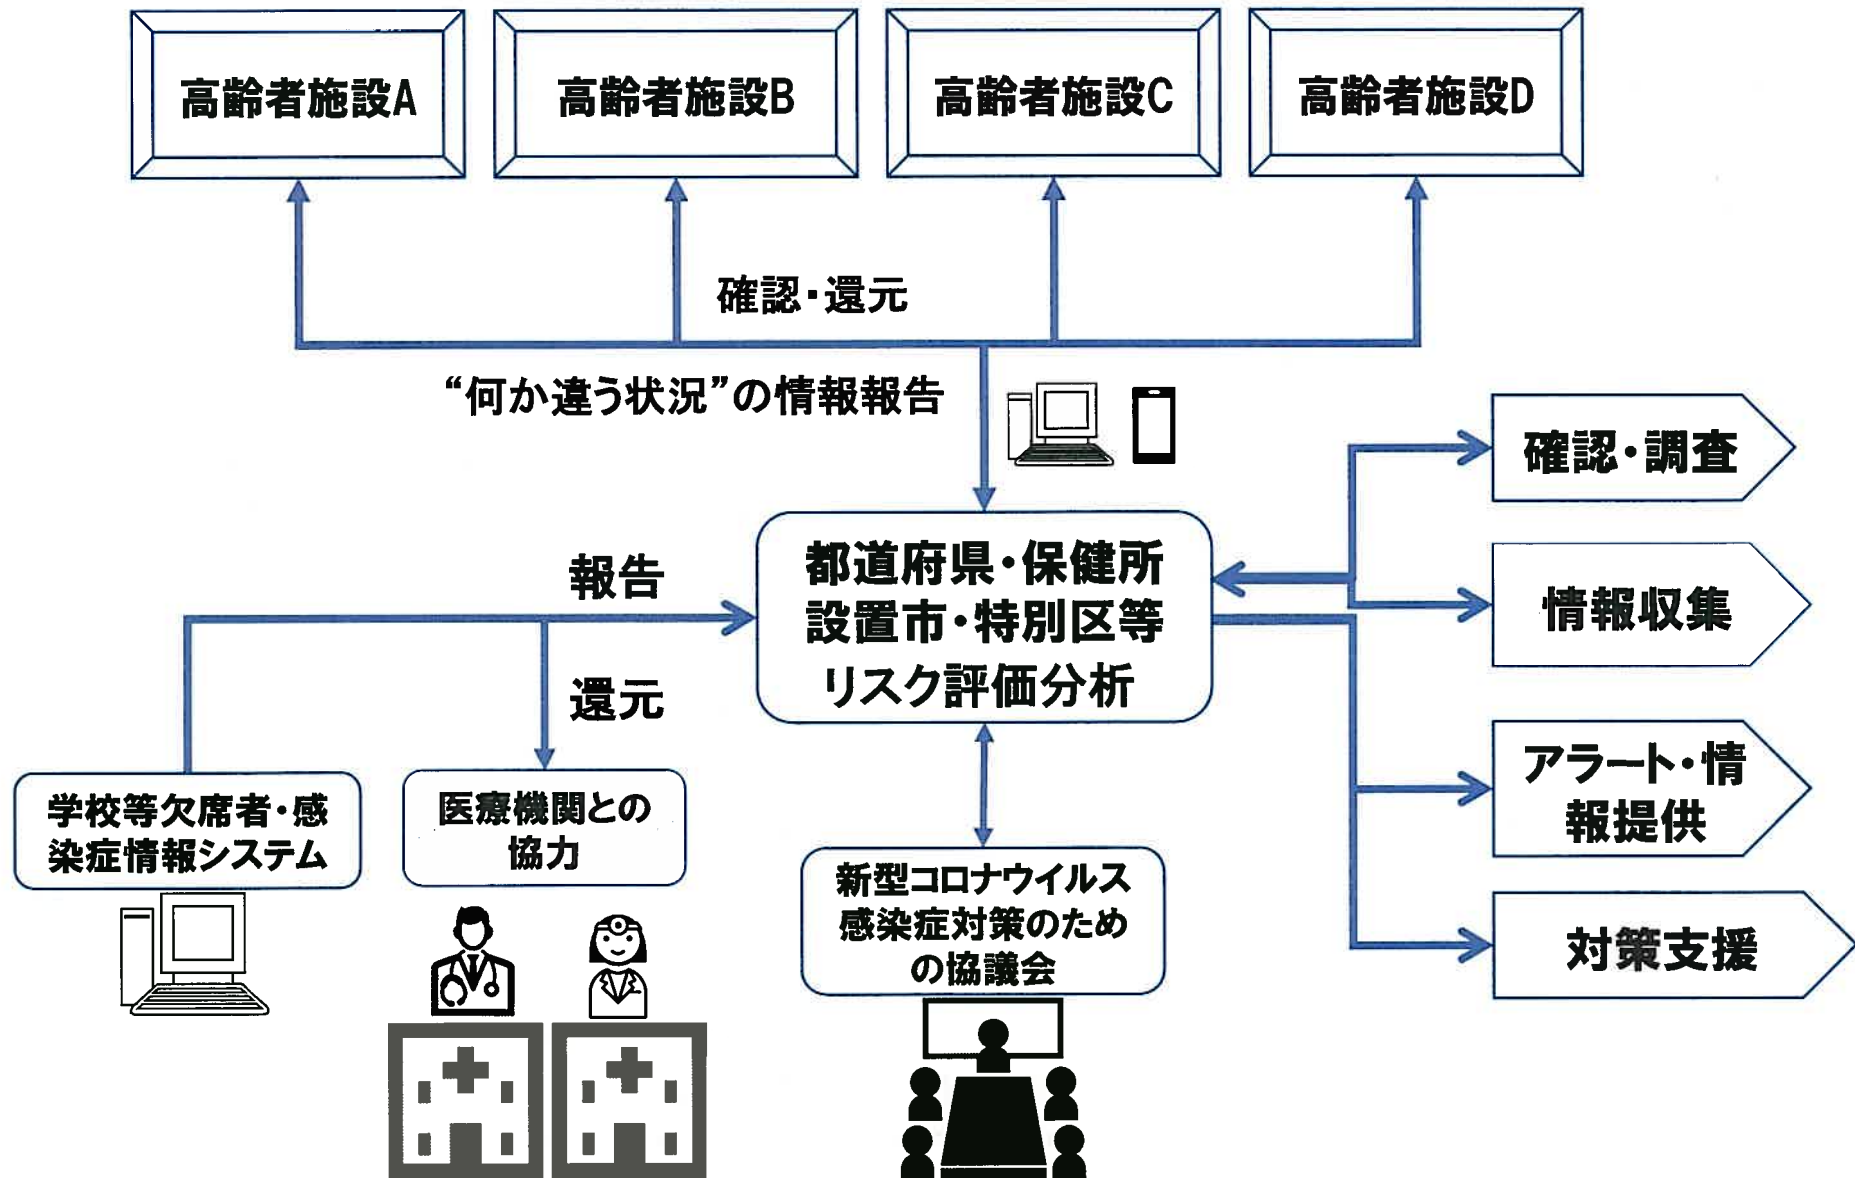 高齢者施設A
高齢者施設B
高齢者施設C
高齢者施設D
確認・還元
“何か違う状況”の情報報告
都道府県・保健所
設置市・特別区等
リスク評価分析
報告
還元
学校等欠席者・感
染症情報システム
医療機関との
協力
新型コロナウイルス
感染症対策のため
の協議会
確認・調査
情報収集
アラート・情
報提供
対策支援